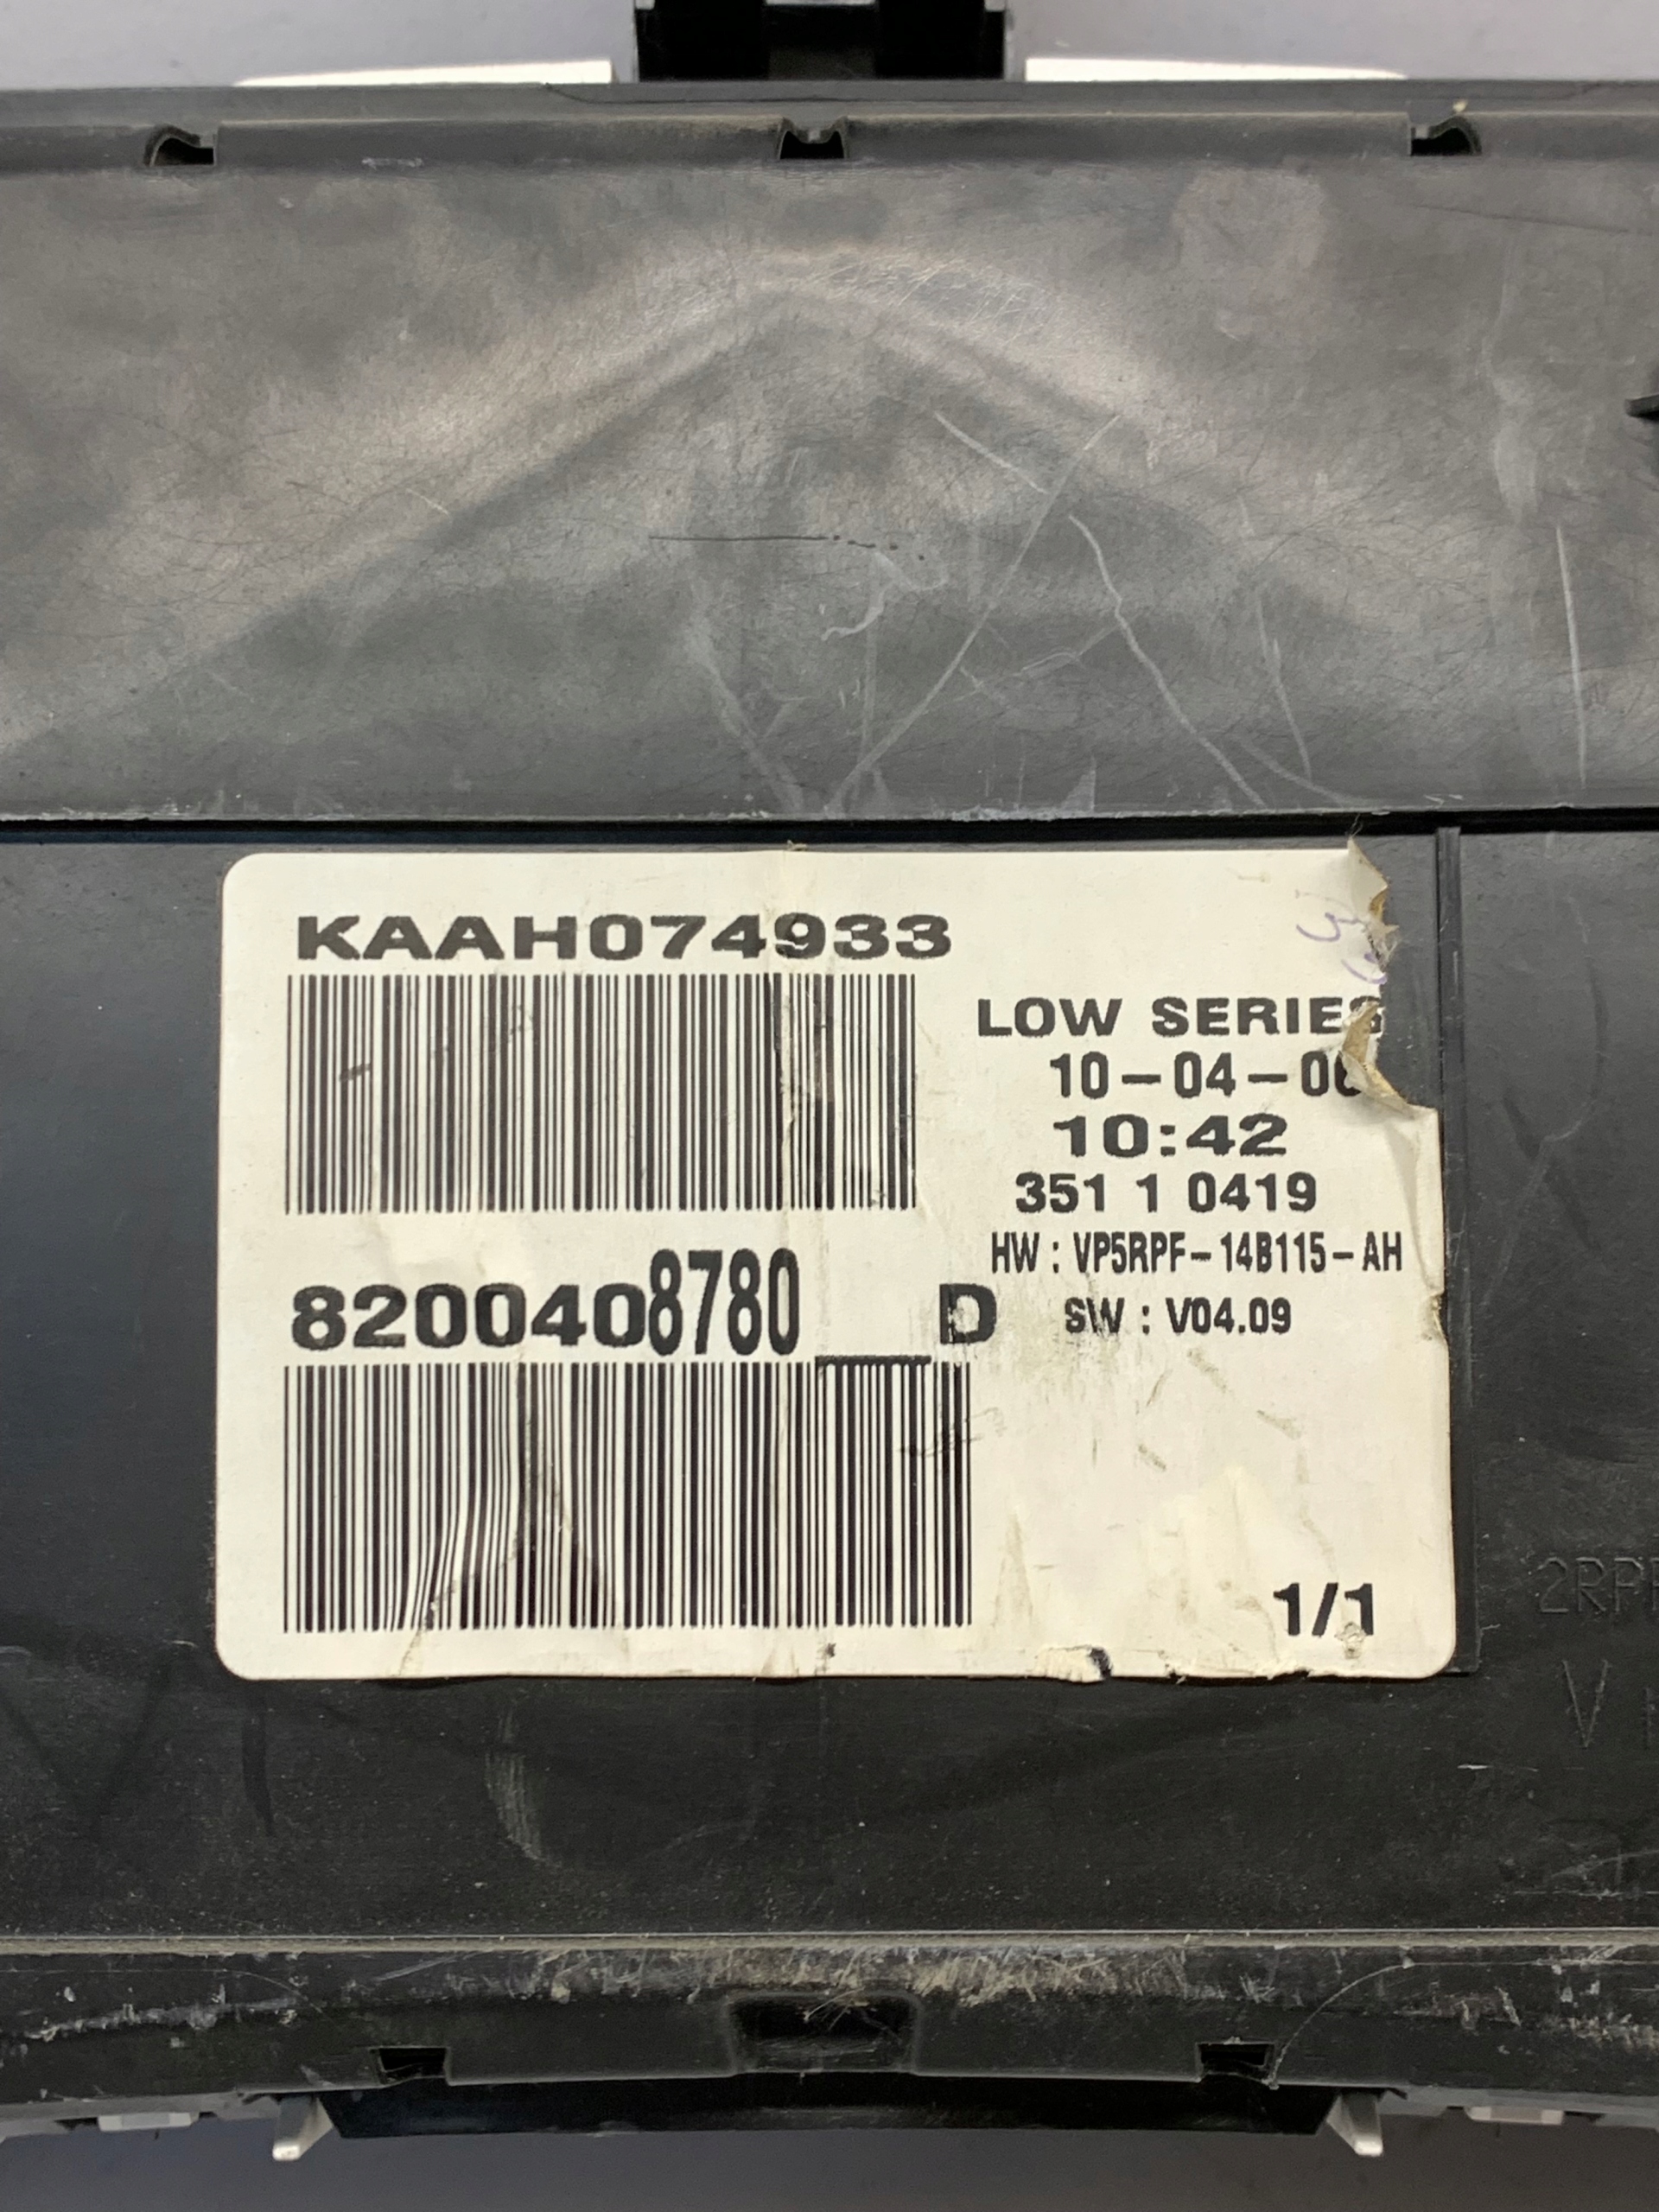 KAAH074933
LOW SERIES
10-04-06
10:42
351 1 0419
HW : VP5RPF-14B115-AH
8200408780 __ D
SW : V04.09
1/1